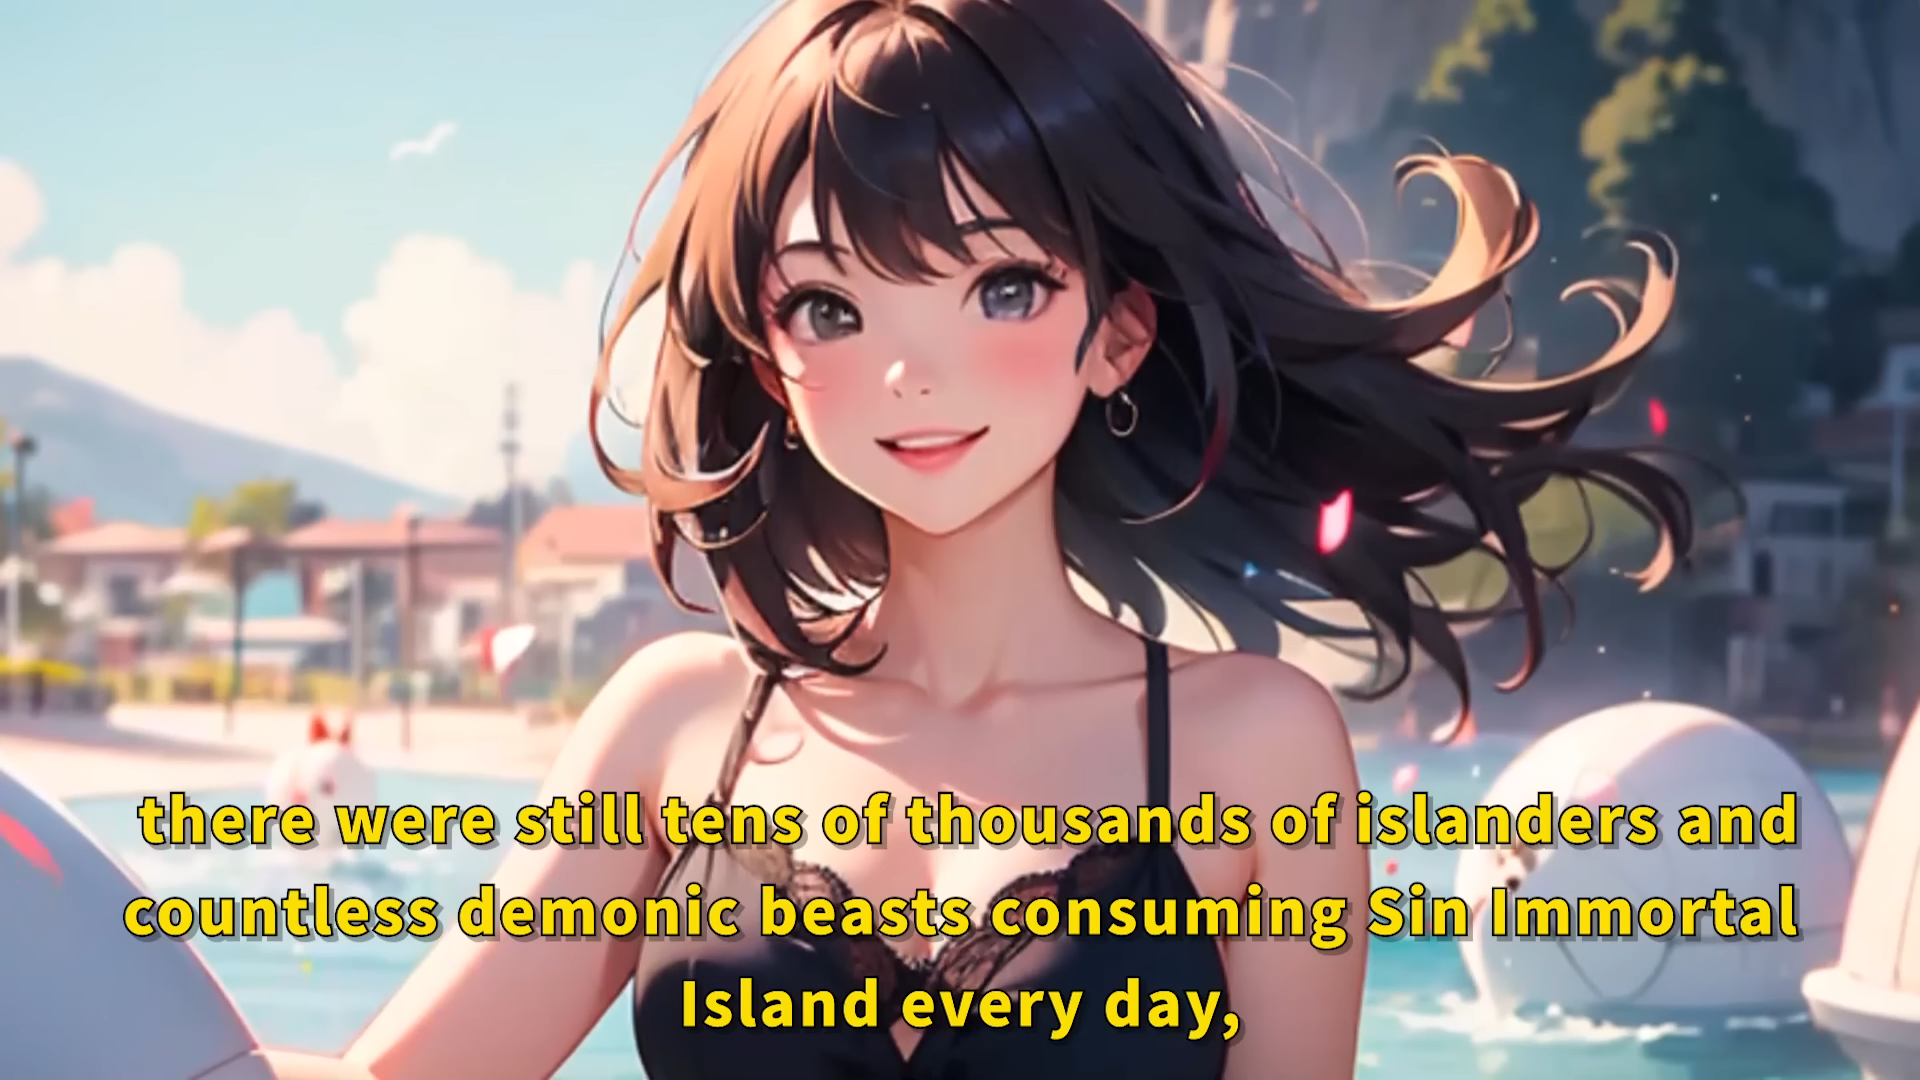 there were still tens of thousands of islanders and
countless demonic beasts consuming Sin Immortal
Island every day,